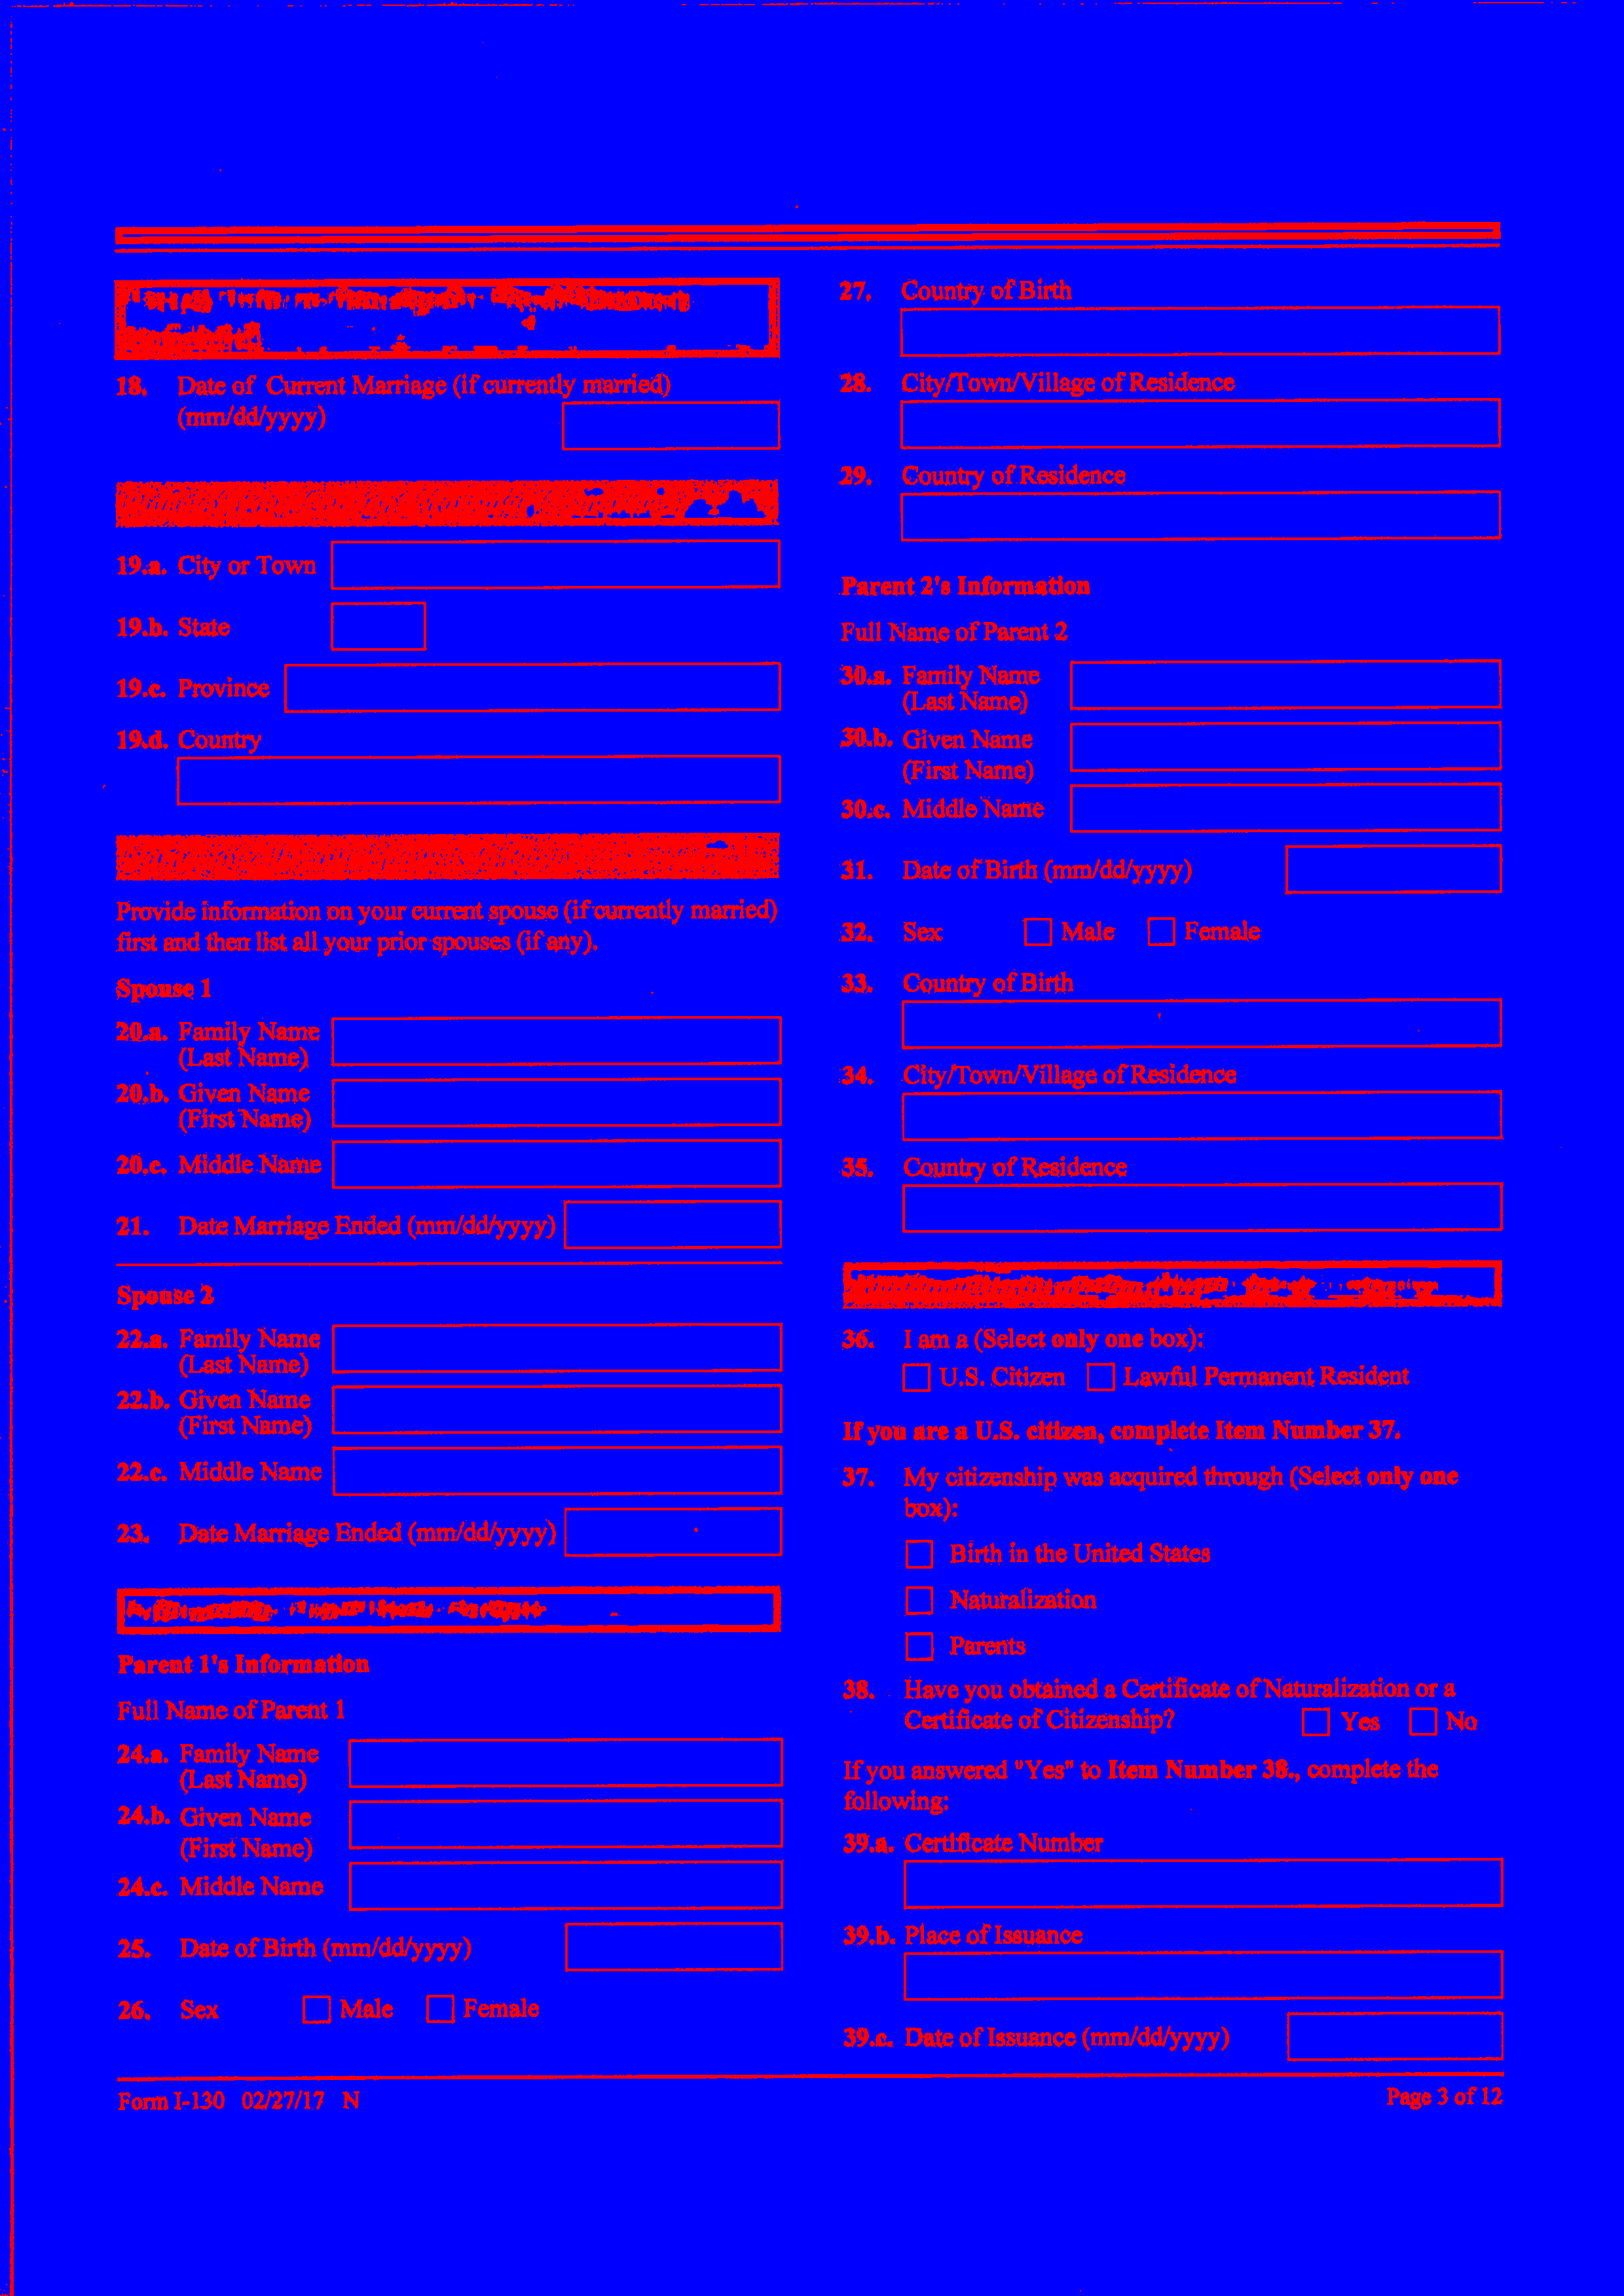 18. Date of Current Marriage (if currently married)
(mm/dd/yyyy)
19.a. City or Town
19.b. State
19.c. Province
19.d. Country
Provide information on your current spouse (if currently married)
first and then list all your prior spouses (if any).
Spouse 1
20.a. Family Name
(Last Name)
20.b. Given Name
(First Name)
20.c. Middle Name
21. Date Marriage Ended (mm/dd/yyyy)
Spouse 2
22.a. Family Name
(Last Name)
22.b. Given Name
(First Name)
22.c. Middle Name
23. Date Marriage Ended (mm/dd/yyyy)
Parent 1's Information
Full Name of Parent 1
24.a. Family Name
(Last Name)
24.b. Given Name
(First Name)
24.c. Middle Name
25. Date of Birth (mm/dd/yyyy)
26. Sex Male Female
27. Country of Birth
28. City/Town/Village of Residence
29. Country of Residence
Parent 2's Information
Full Name of Parent 2
30.a. Family Name
(Last Name)
30.b. Given Name
(First Name)
30.c. Middle Name
31. Date of Birth (mm/dd/yyyy)
32. Sex Male Female
33. Country of Birth
34. City/Town/Village of Residence
35. Country of Residence
36. I am a (Select only one box):
U.S. Citizen Lawful Permanent Resident
If you are a U.S. citizen, complete Item Number 37.
37. My citizenship was acquired through (Select only one
box):
Birth in the United States
Naturalization
Parents
38. Have you obtained a Certificate of Naturalization or a
Certificate of Citizenship? Yes No
If you answered "Yes" to Item Number 38., complete the
following:
39.a. Certificate Number
39.b. Place of Issuance
39.c. Date of Issuance (mm/dd/yyyy)
Form I-130 02/27/17 N
Page 3 of 12